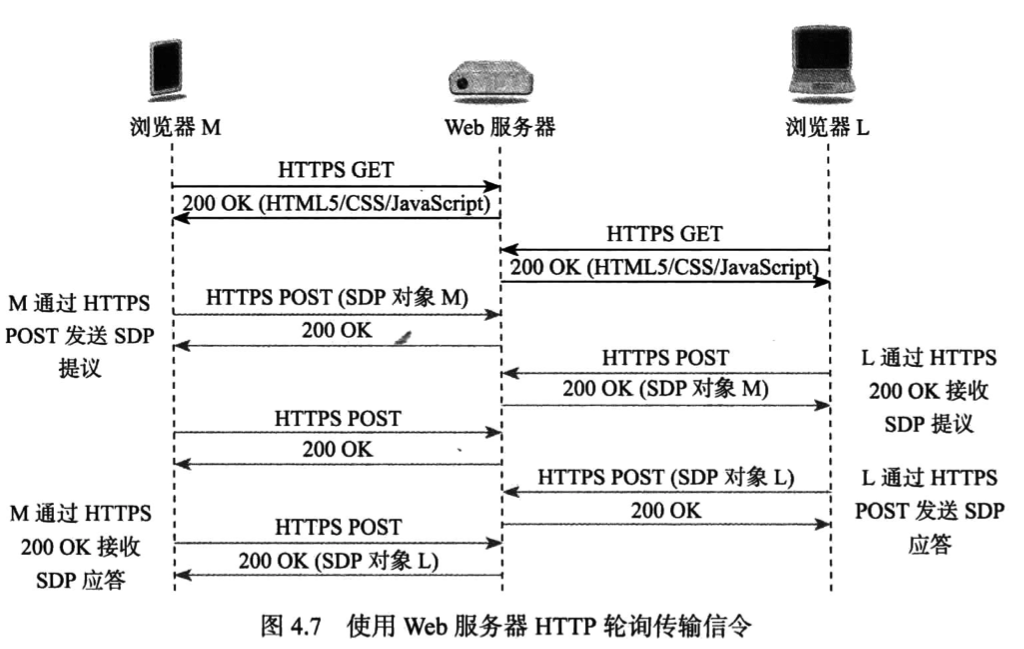 浏览器 M
Web 服务器
浏览器 L
HTTPS GET
200 OK (HTML5/CSS/JavaScript)
HTTPS GET
200 OK (HTML5/CSS/JavaScript)
M 通过 HTTPS
POST 发送 SDP
提议
HTTPS POST (SDP 对象 M)
200 OK
HTTPS POST
200 OK (SDP 对象 M)
L 通过 HTTPS
200 OK 接收
SDP 提议
HTTPS POST
200 OK
HTTPS POST (SDP 对象 L)
200 OK
L 通过 HTTPS
POST 发送 SDP
应答
M 通过 HTTPS
200 OK 接收
SDP 应答
HTTPS POST
200 OK (SDP 对象 L)
图 4.7 使用 Web 服务器 HTTP 轮询传输信令